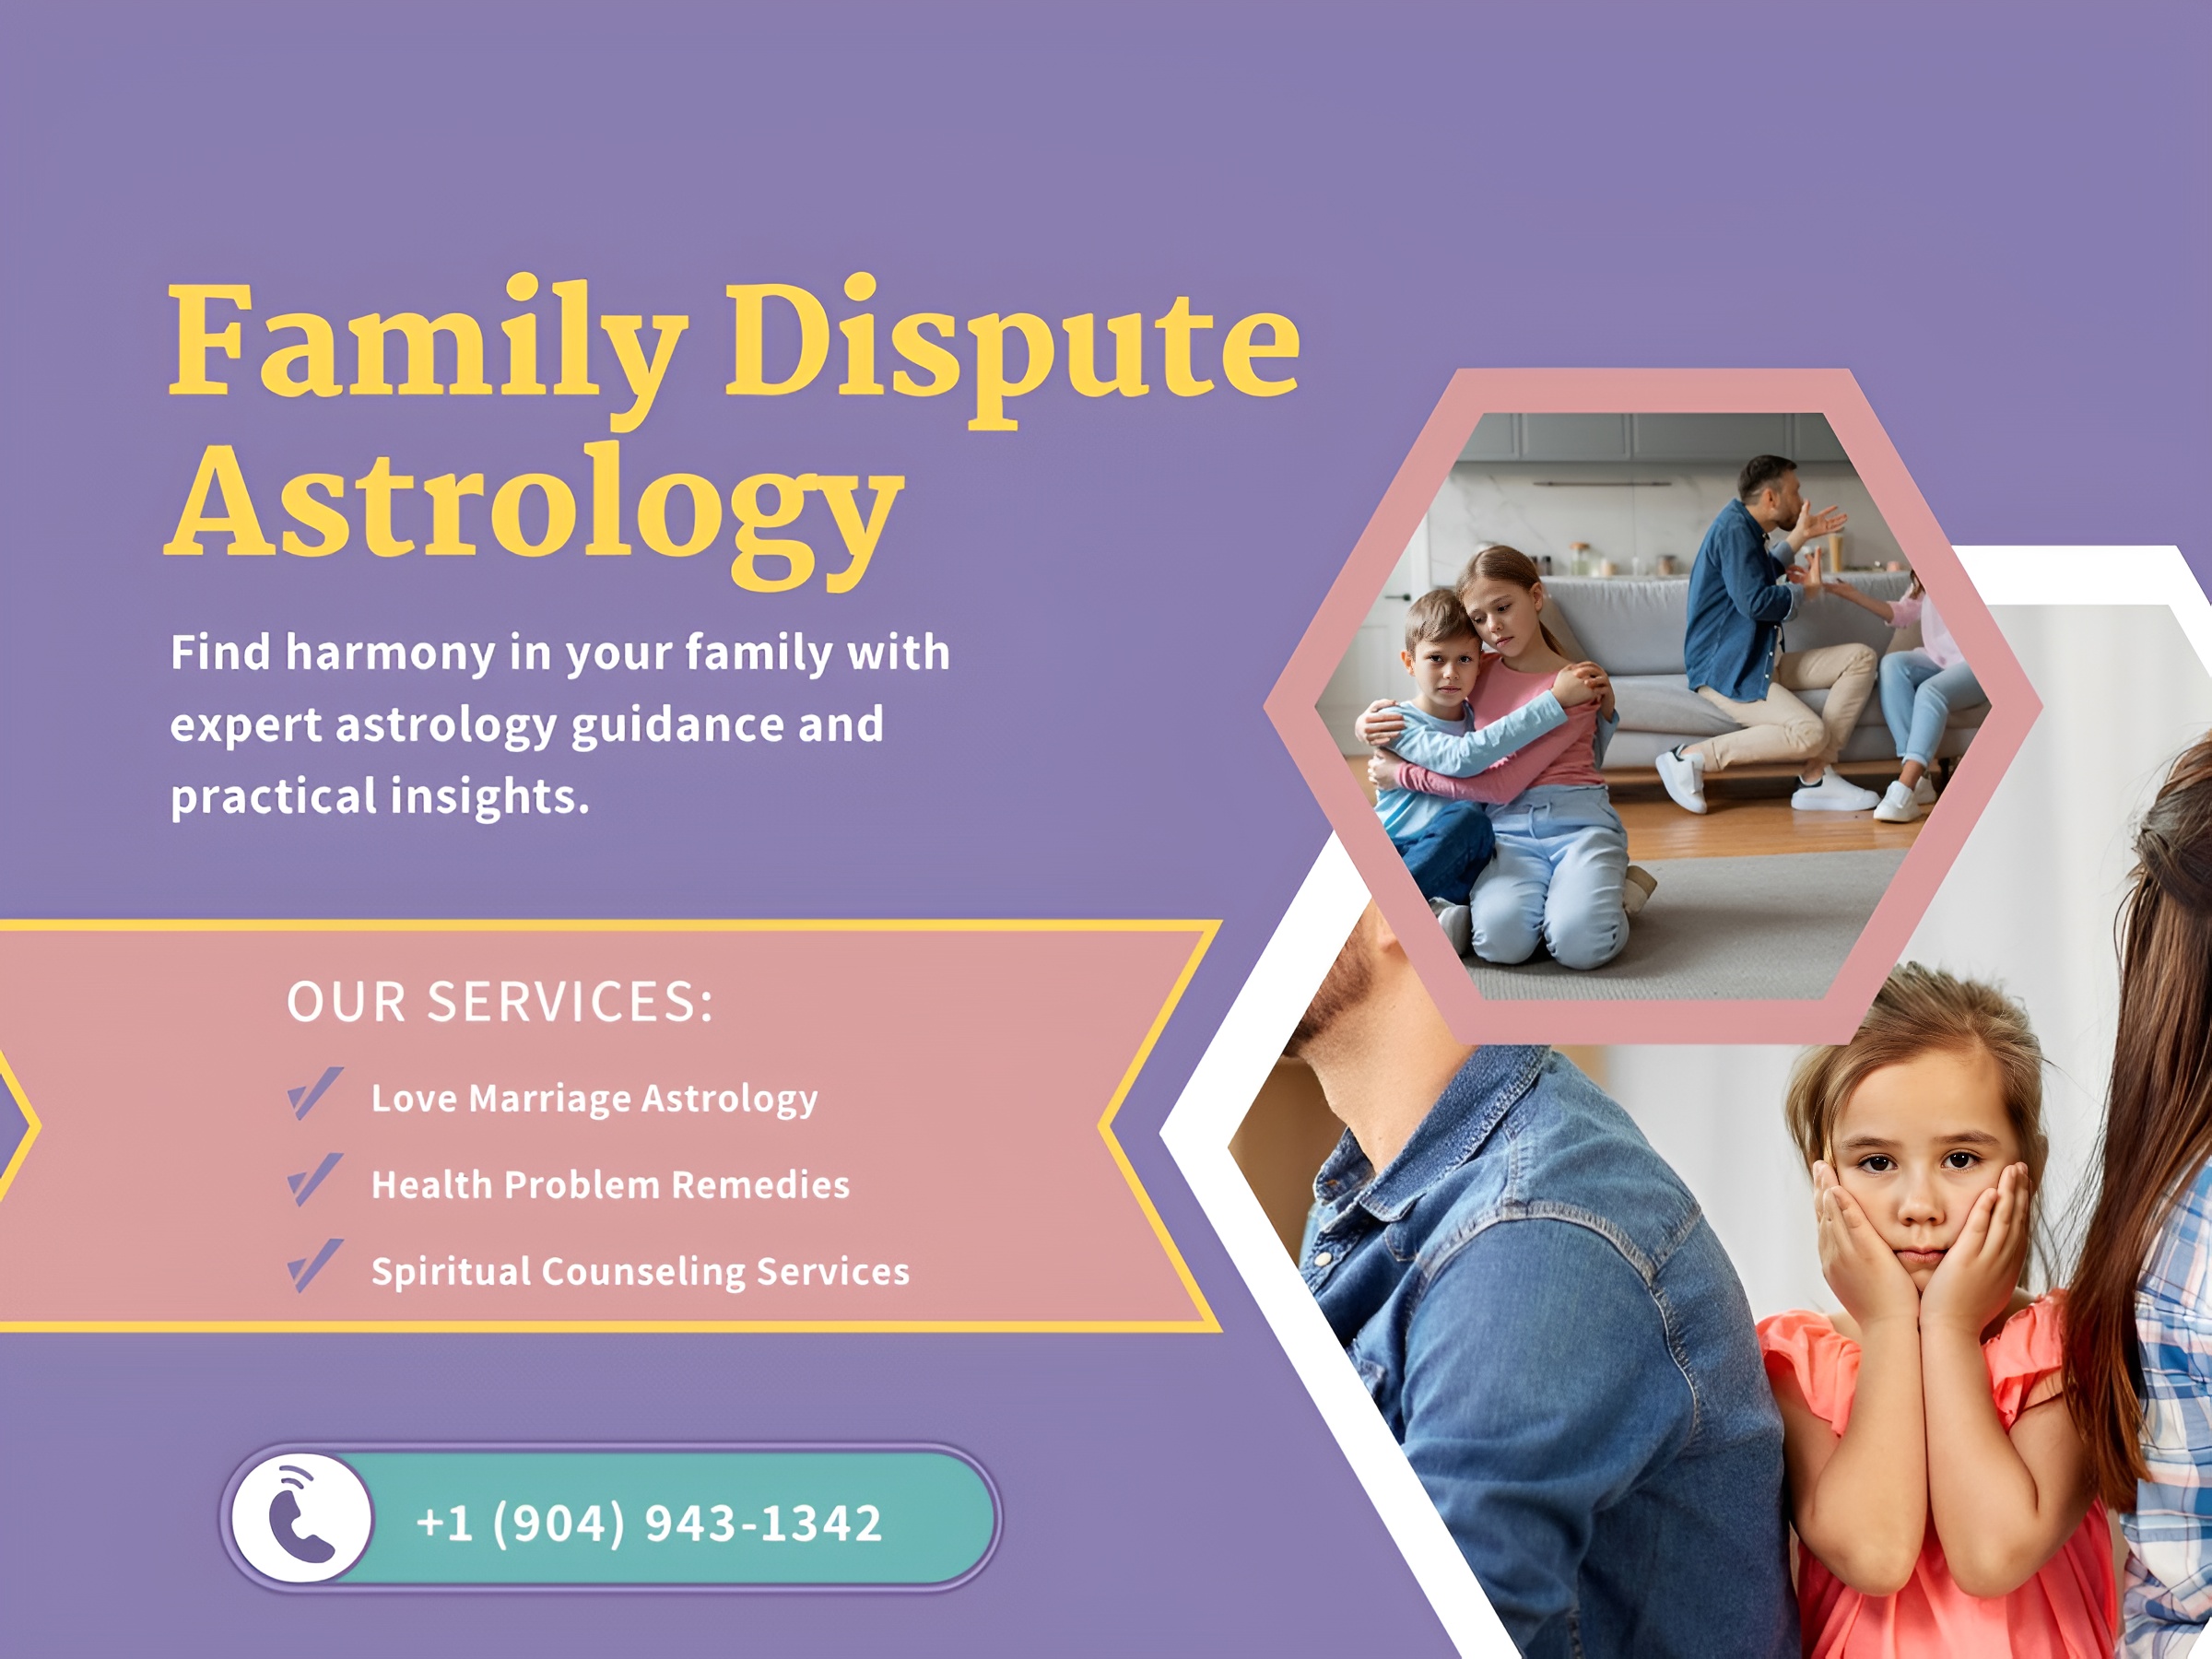 Family Dispute
Astrology
Find harmony in your family with
expert astrology guidance and
practical insights.
OUR SERVICES:
Love Marriage Astrology
Health Problem Remedies
Spiritual Counseling Services
+1 (904) 943-1342